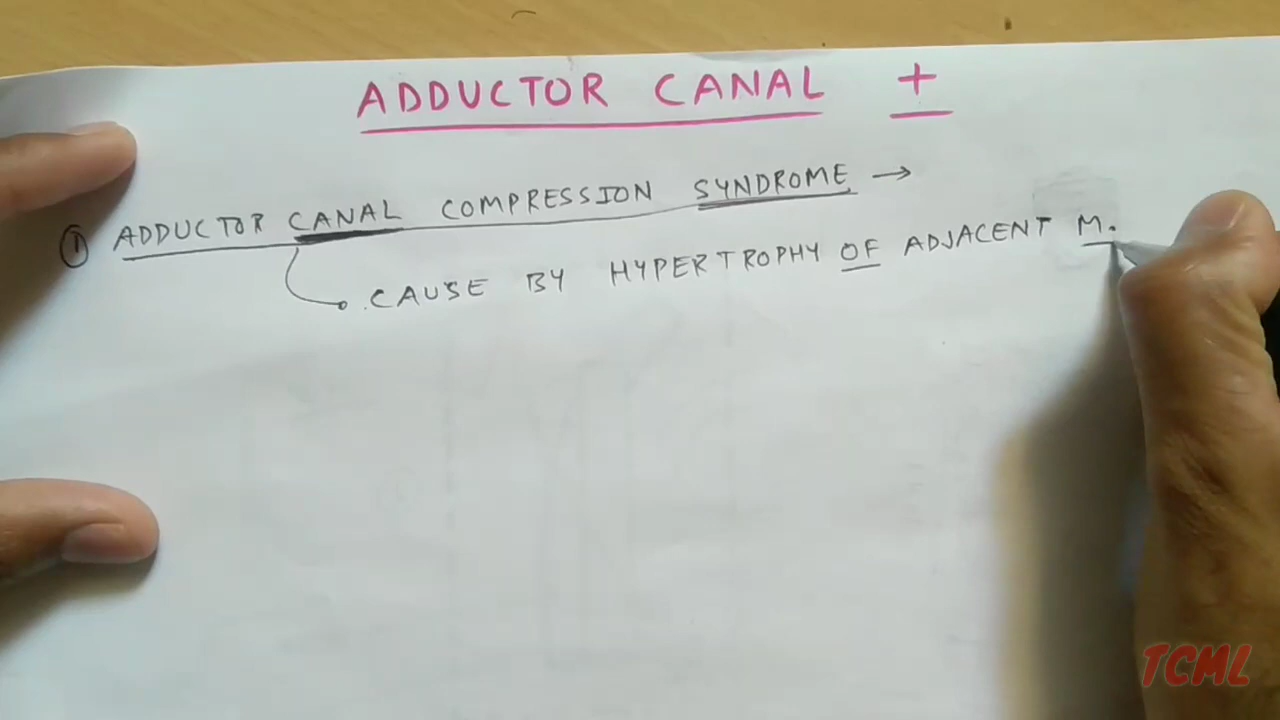 ADDUCTOR CANAL +
① ADDUCTOR CANAL COMPRESSION SYNDROME →
CAUSE BY HYPERTROPHY OF ADJACENT M.
TCML